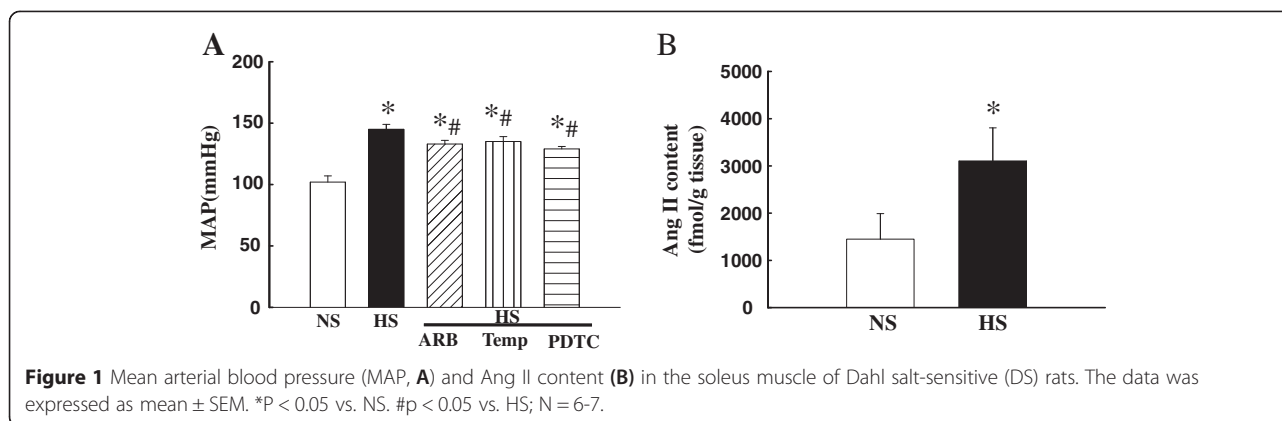 A
MAP(mmHg)
200
150
100
50
0
*
*#
*#
*#
NS
HS
HS
ARB
Temp
PDTC
B
Ang II content
(fmol/g tissue)
5000
4000
3000
2000
1000
0
*
NS
HS
Figure 1 Mean arterial blood pressure (MAP, A) and Ang II content (B) in the soleus muscle of Dahl salt-sensitive (DS) rats. The data was
expressed as mean ± SEM. *P < 0.05 vs. NS. #p < 0.05 vs. HS; N = 6-7.